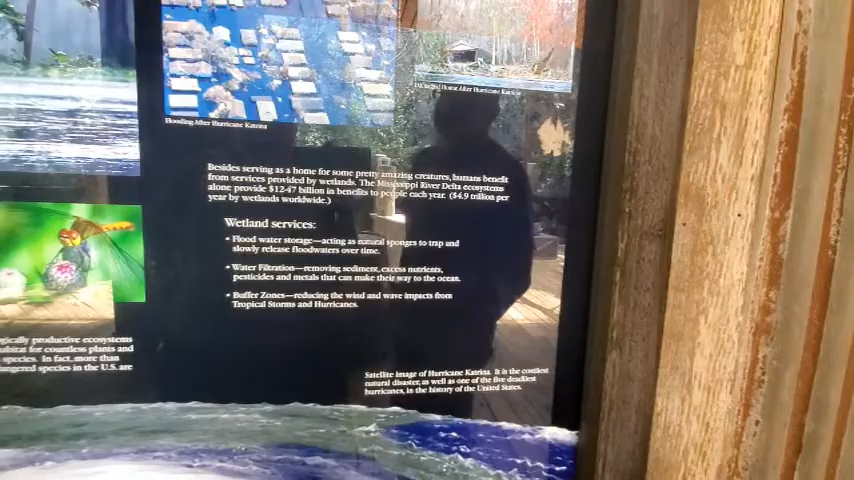 Flooding After Hurricane Katrina
Damaged Home After Hurricane Katrina
Besides serving as a home for some pretty amazing creatures, humans benefit
from services provided by wetlands. The Mississippi River Delta ecosystems
alone provide $12-47 billion in benefits to people each year. ($4.9 trillion per
year by wetlands worldwide.)
Wetland services:
• Flood water storage—acting as natural sponges to trap and
slowly release floodwaters over time.
• Water Filtration—removing sediment, excess nutrients,
pesticides and metals that can make their way to the ocean.
• Buffer Zones—reducing the wind and wave impacts from
Tropical Storms and Hurricanes.
ogically productive ecosystems
habitat for countless plants and
species. In fact, more than
angered species in the U.S. are
Satellite image of Hurricane Katrina. It is the costliest
natural disaster, as well as one of the five deadliest
hurricanes, in the history of the United States.